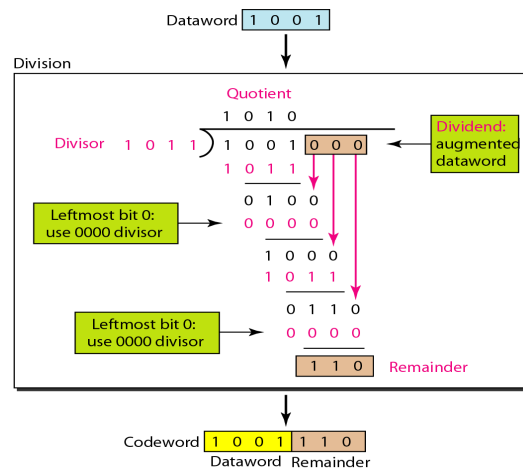 Dataword 1 0 0 1
Division
Quotient
1 0 1 0
Divisor 1 0 1 1 1 0 0 1 0 0 0
Dividend:
augmented
dataword
1 0 1 1
Leftmost bit 0:
use 0000 divisor
0 1 0 0
0 0 0 0
1 0 0 0
1 0 1 1
Leftmost bit 0:
use 0000 divisor
0 1 1 0
0 0 0 0
1 1 0 Remainder
Codeword 1 0 0 1 1 1 0
Dataword Remainder